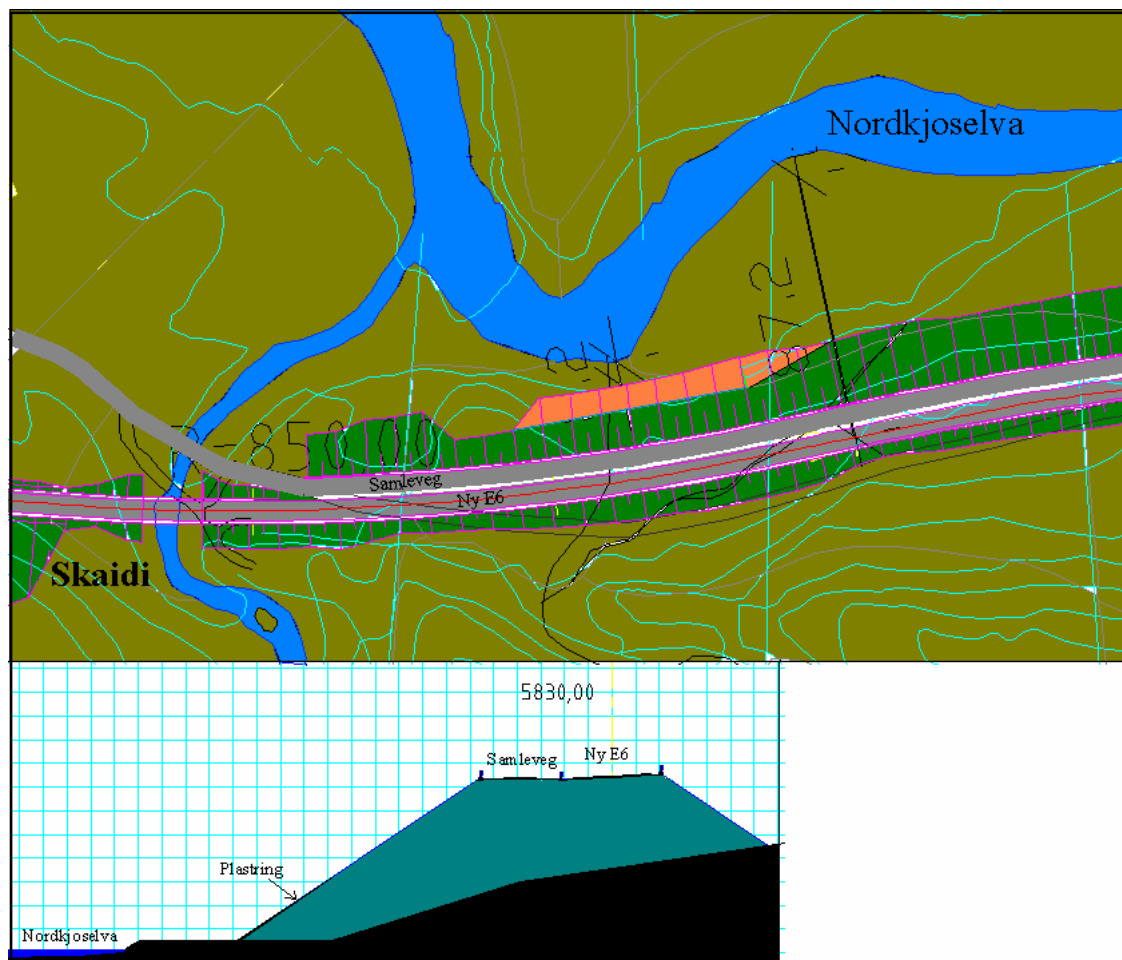 Nordkjoselva
Samleveg
Ny E6
Skaidi
5830,00
Samleveg
Ny E6
Plastring
Nordkjoselva